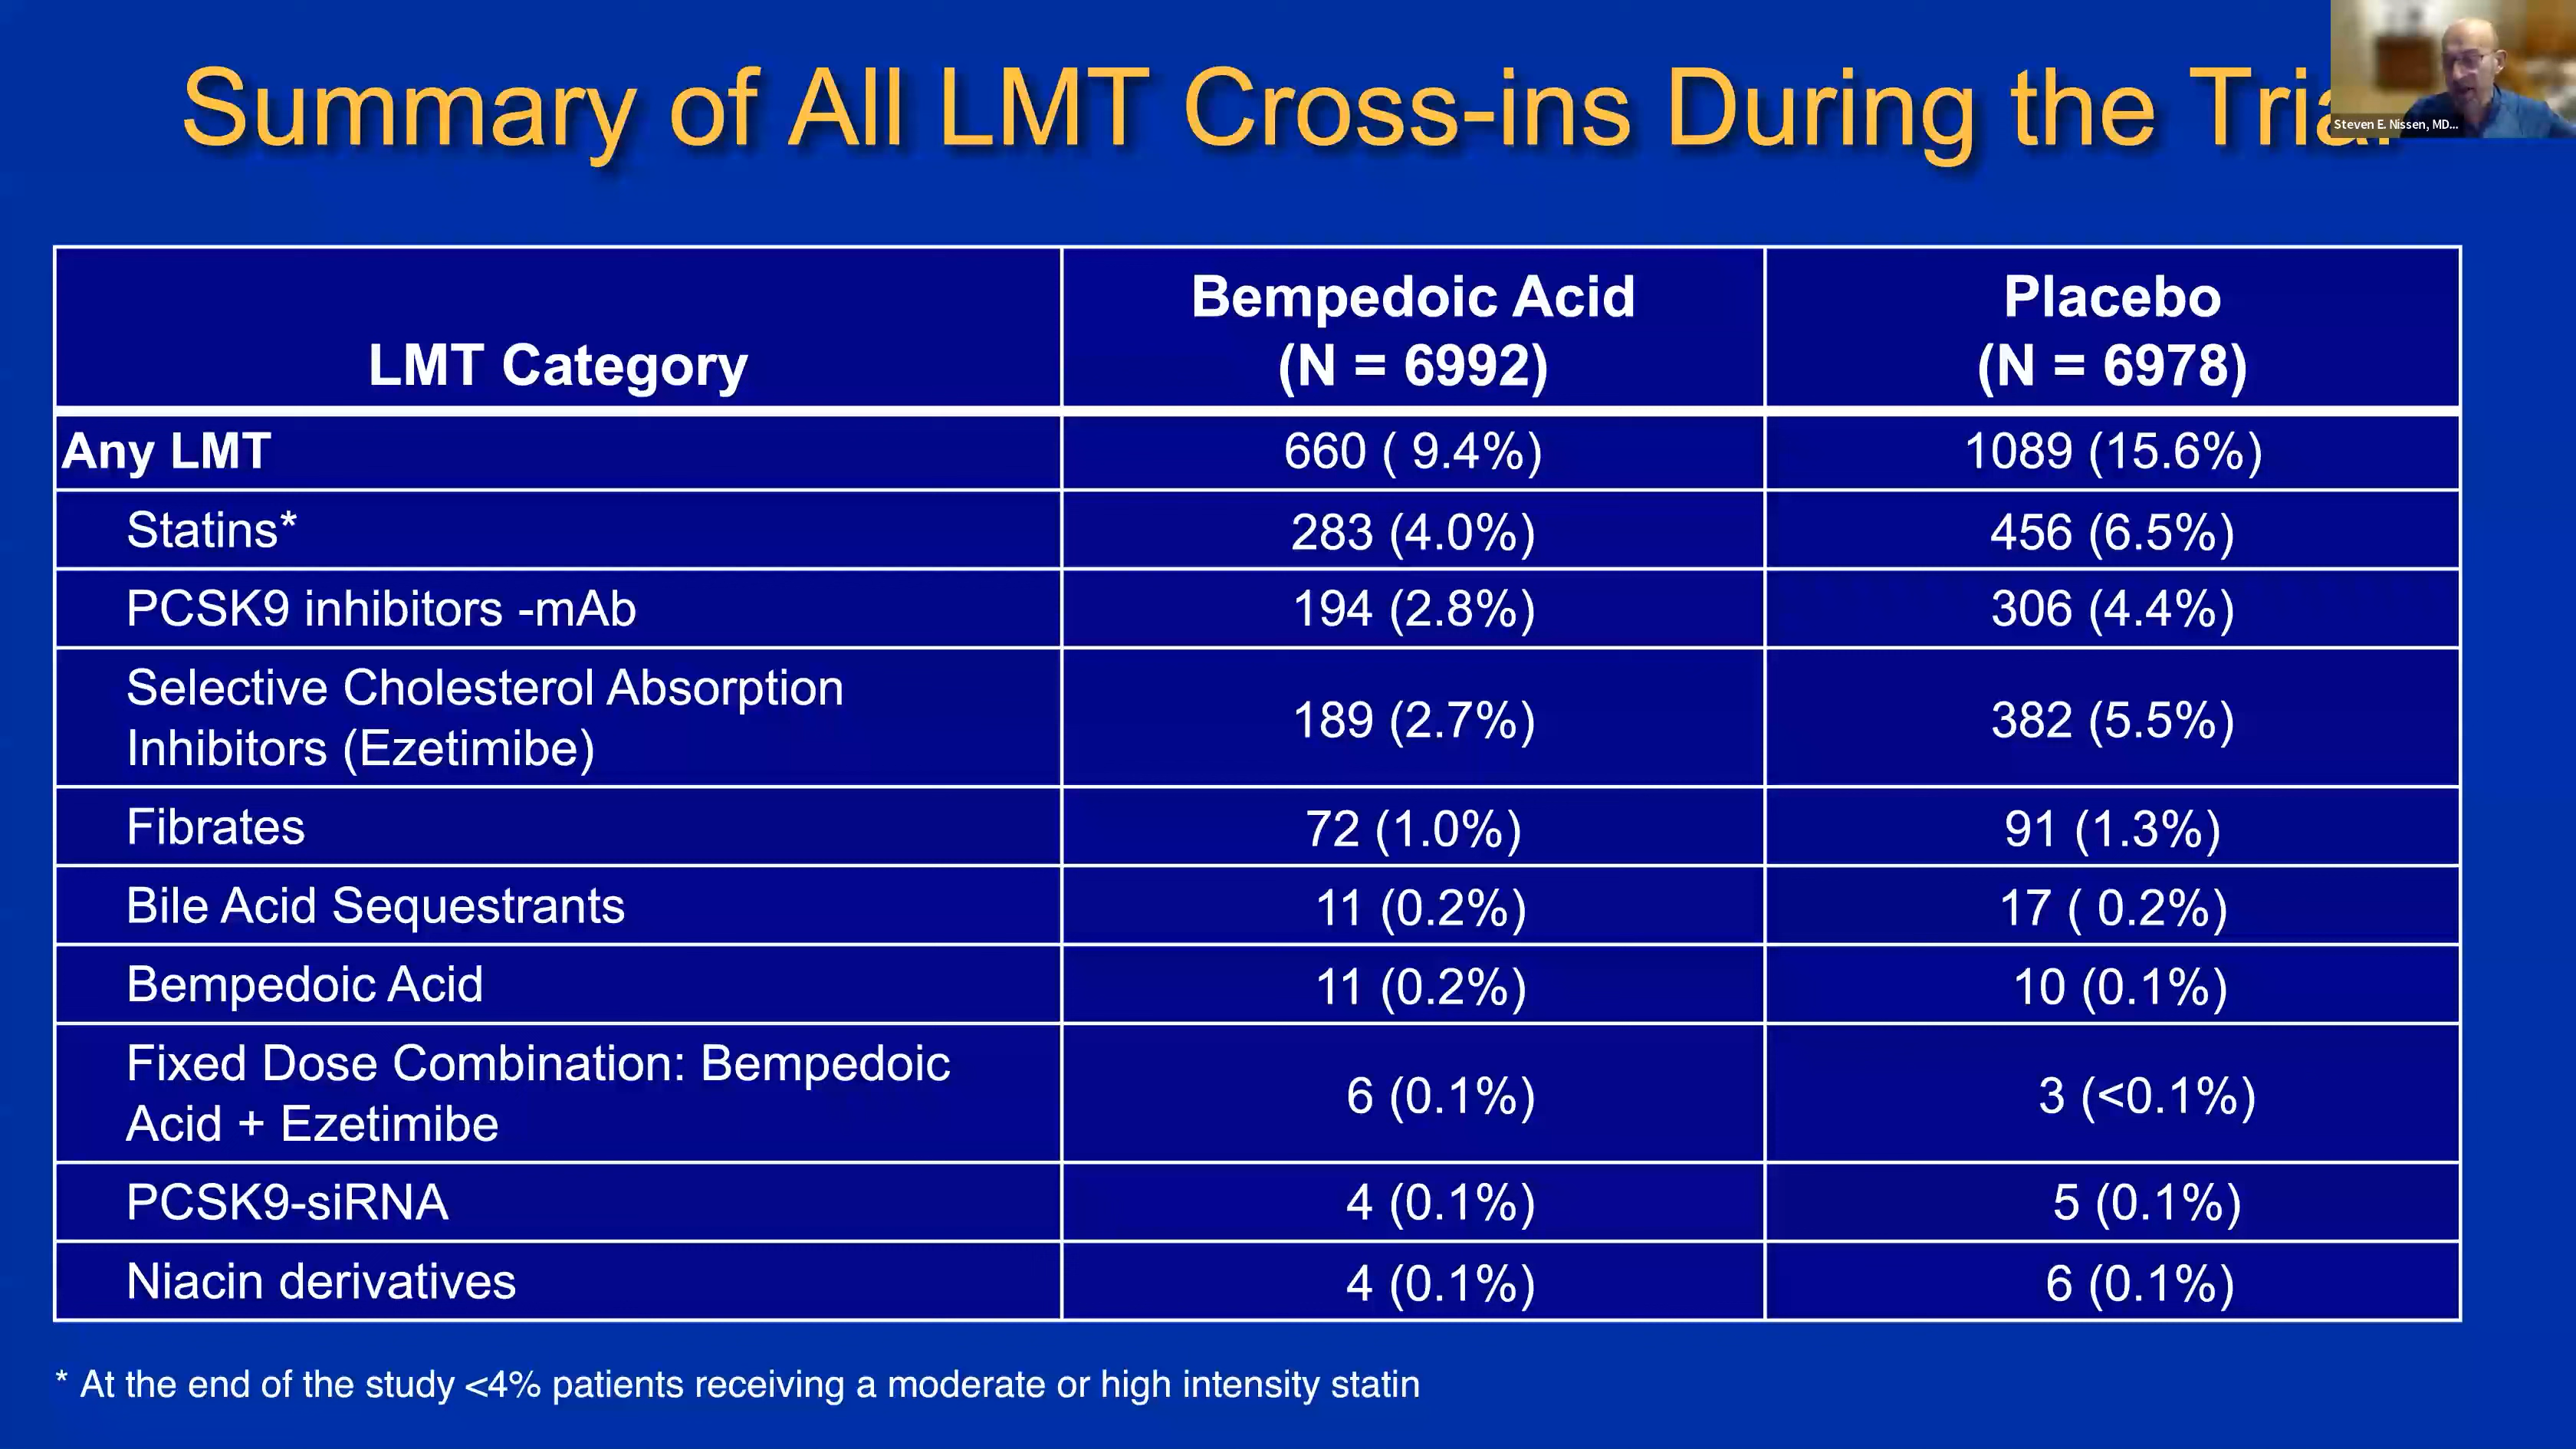 Summary of All LMT Cross-ins During the Trial
Steven E. Nissen, MD...
LMT Category
Bempedoic Acid
(N = 6992)
Placebo
(N = 6978)
Any LMT 660 ( 9.4%) 1089 (15.6%)
Statins* 283 (4.0%) 456 (6.5%)
PCSK9 inhibitors -mAb 194 (2.8%) 306 (4.4%)
Selective Cholesterol Absorption
Inhibitors (Ezetimibe) 189 (2.7%) 382 (5.5%)
Fibrates 72 (1.0%) 91 (1.3%)
Bile Acid Sequestrants 11 (0.2%) 17 ( 0.2%)
Bempedoic Acid 11 (0.2%) 10 (0.1%)
Fixed Dose Combination: Bempedoic
Acid + Ezetimibe 6 (0.1%) 3 (<0.1%)
PCSK9-siRNA 4 (0.1%) 5 (0.1%)
Niacin derivatives 4 (0.1%) 6 (0.1%)
* At the end of the study <4% patients receiving a moderate or high intensity statin